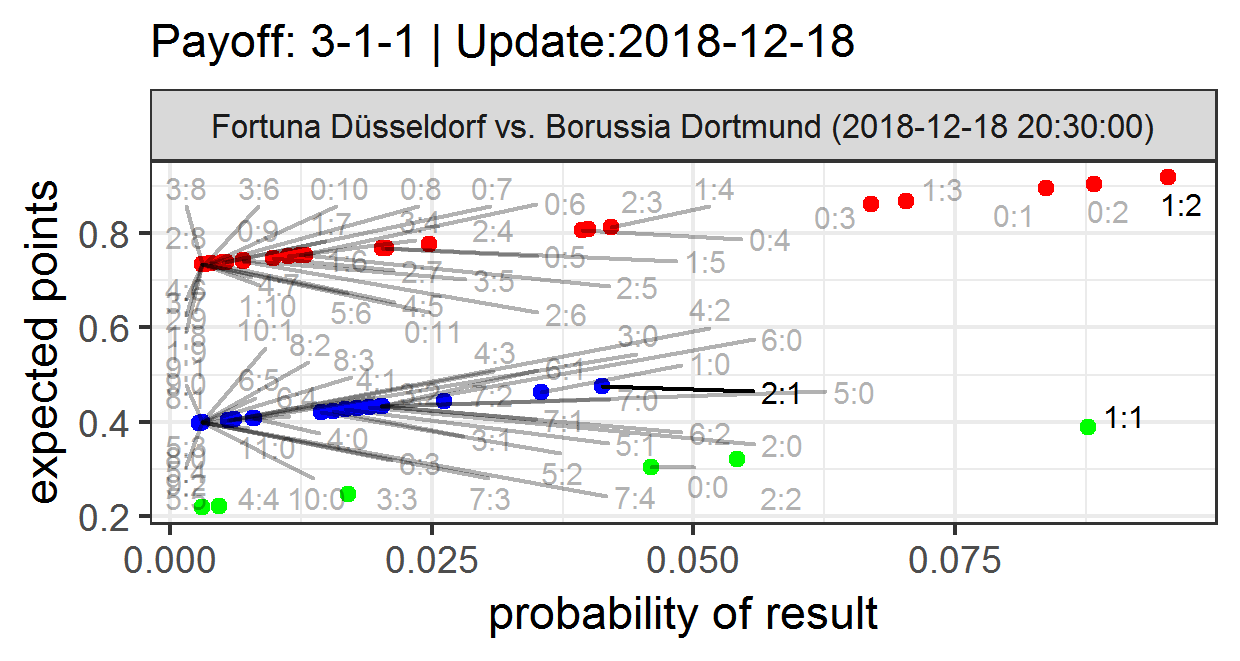 Payoff: 3-1-1 | Update:2018-12-18
Fortuna Düsseldorf vs. Borussia Dortmund (2018-12-18 20:30:00)
expected points
0.8
0.6
0.4
0.2
3:8 3:6 0:10 0:8 0:7 1:4
0:6 2:3 1:3
0:3 0:1 0:2 1:2
2:8 0:9 1:7 3:4 2:4 0:4
1:6 0:5 1:5
4:7 2:7 3:5 2:5
1:10 5:6 4:5 2:6 4:2
10:1 0:11 3:0 6:0
8:2 8:3 4:3 6:1 1:0
6:5 4:1 7:2 7:0 2:1 5:0
6:4 7:1 1:1
4:0 3:1 5:1 6:2 2:0
11:0 6:3 5:2 0:0
4:4 10:0 3:3 7:3 7:4 2:2
0.000 0.025 0.050 0.075
probability of result